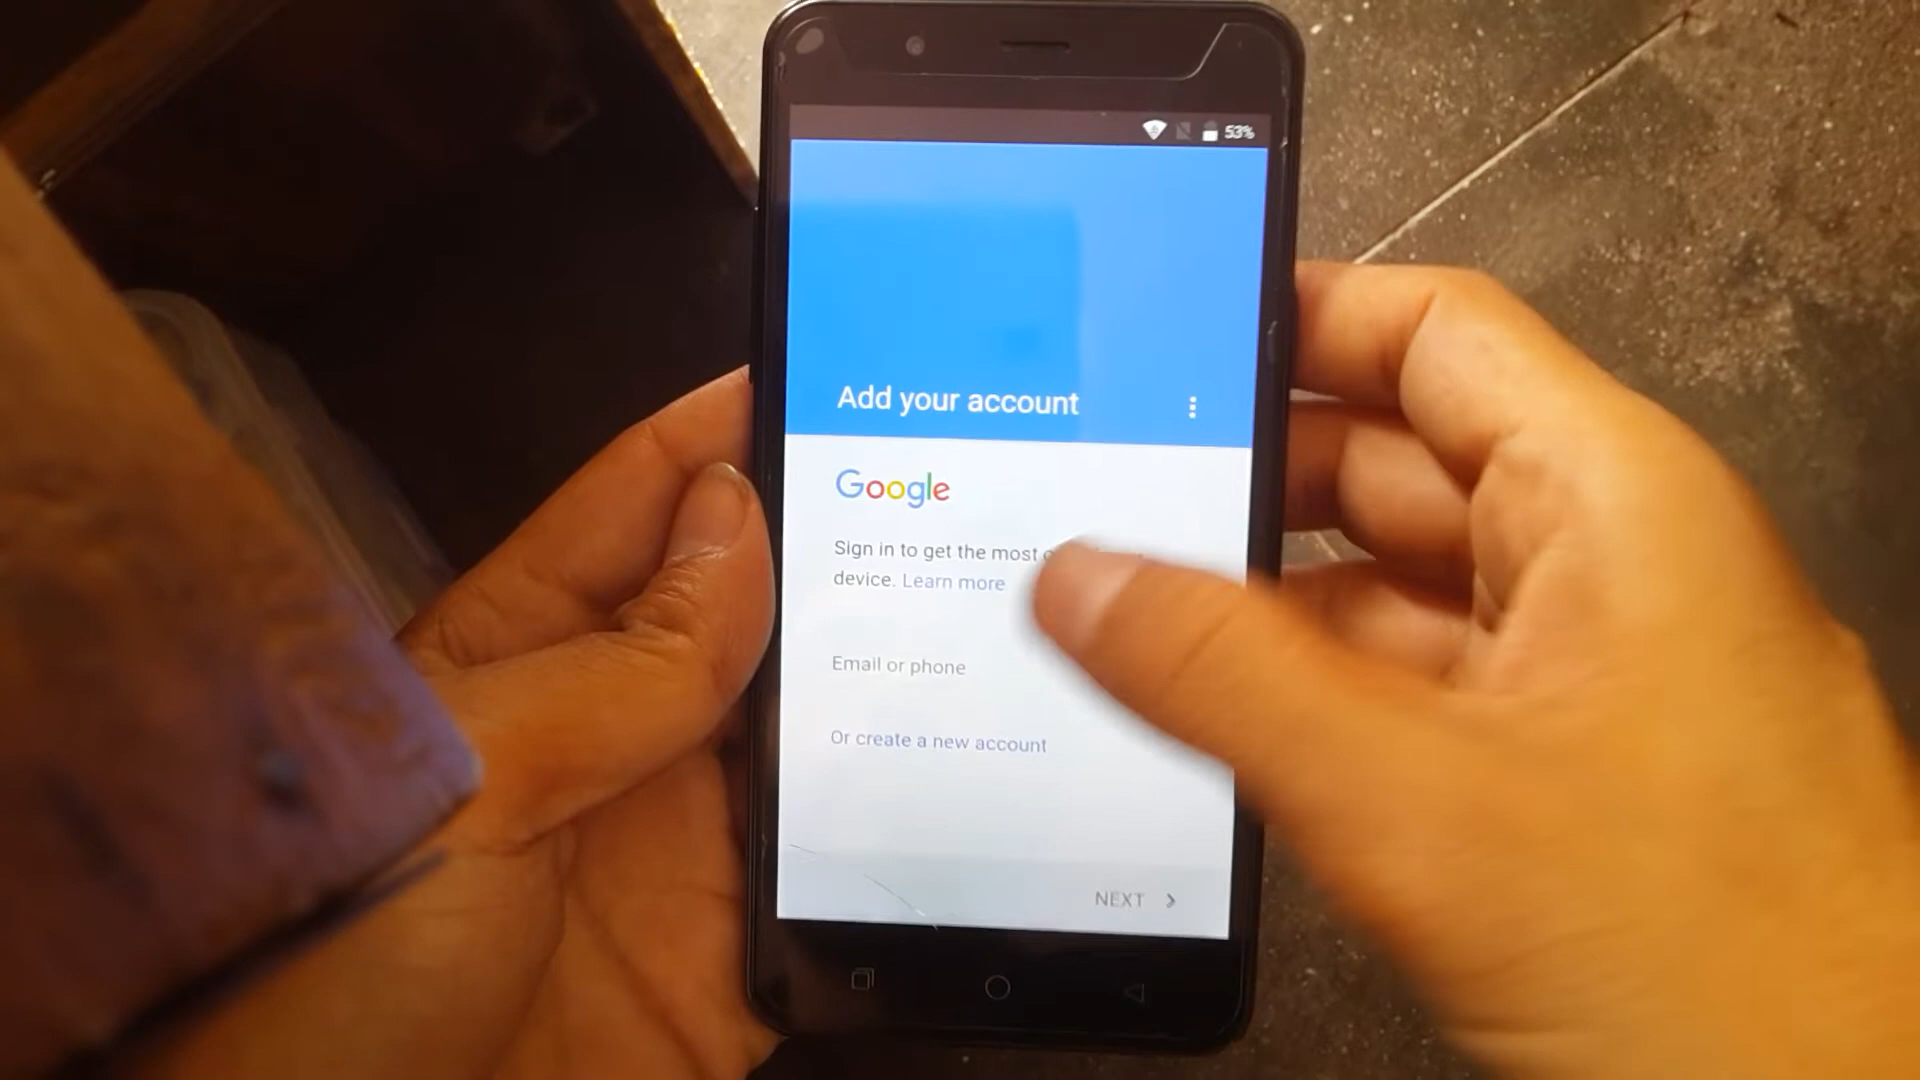 53%
Add your account
Google
Sign in to get the most
device. Learn more
Email or phone
Or create a new account
NEXT